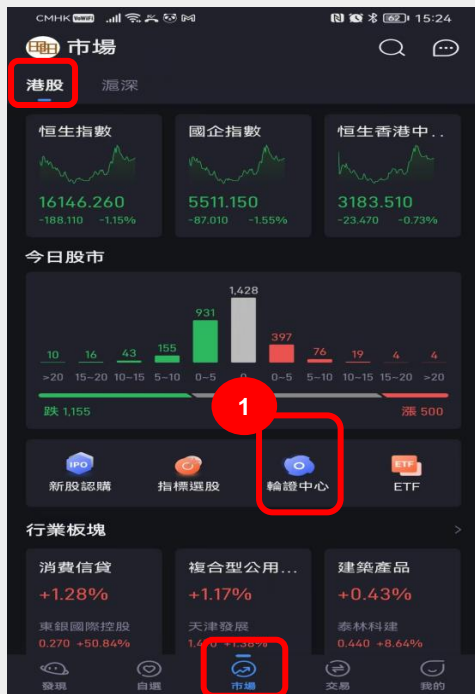 CMHK VoWiFi 62 15:24
市場
港股 滬深
恒生指數 國企指數 恒生香港中..
16146.260 5511.150 3183.510
-188.110 -1.15% -87.010 -1.55% -23.470 -0.73%
今日股市
1,428
931
397
155
76
43
19
16
10
4
4
>20 15~20 10~15 5~10 0~5 0 0~5 5~10 10~15 15~20 >20
跌 1,155 漲 500
1
IPO ETF
新股認購 指標選股 輪證中心 ETF
行業板塊 >
消費信貸 複合型公用... 建築產品
+1.28% +1.17% +0.43%
東銀國際控股 天津發展 泰林科建
0.270 +50.84% 0.440 +8.64%
發現 自選 市場 交易 我的